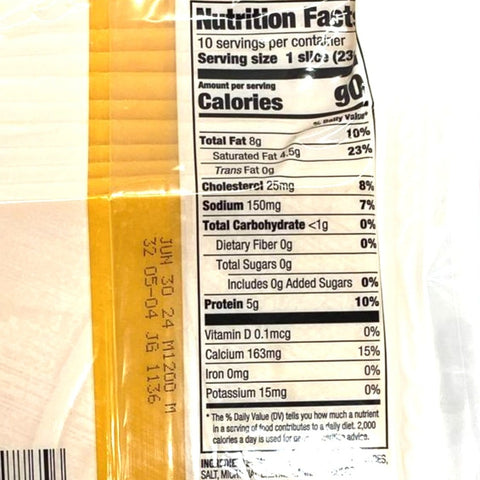 Nutrition Facts
10 servings per container
Serving size 1 slice (23
Amount per serving
Calories 90
% Daily Value*
Total Fat 8g 10%
Saturated Fat 4.5g 23%
Trans Fat 0g
Cholesterol 25mg 8%
Sodium 150mg 7%
Total Carbohydrate <1g 0%
Dietary Fiber 0g 0%
Total Sugars 0g
Includes 0g Added Sugars 0%
Protein 5g 10%
Vitamin D 0.1mcg 0%
Calcium 163mg 15%
Iron 0mg 0%
Potassium 15mg 0%
* The % Daily Value (DV) tells you how much a nutrient
in a serving of food contributes to a daily diet. 2,000
calories a day is used for advice.
SALT,
JUN 30 24 M1200 M
32 05-04 JG 1136